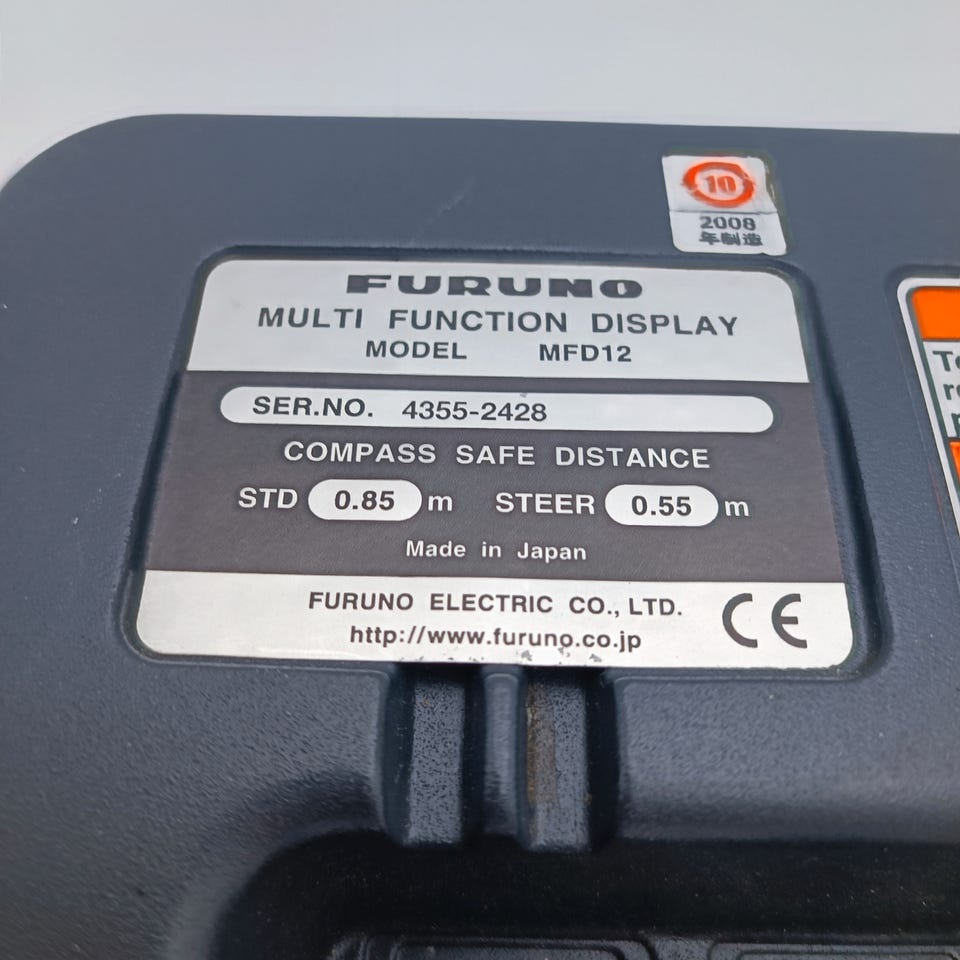 10
2008
年製造
FURUNO
MULTI FUNCTION DISPLAY
MODEL MFD12
SER.NO. 4355-2428
COMPASS SAFE DISTANCE
STD 0.85 m STEER 0.55 m
Made in Japan
FURUNO ELECTRIC CO., LTD.
http://www.furuno.co.jp
CE